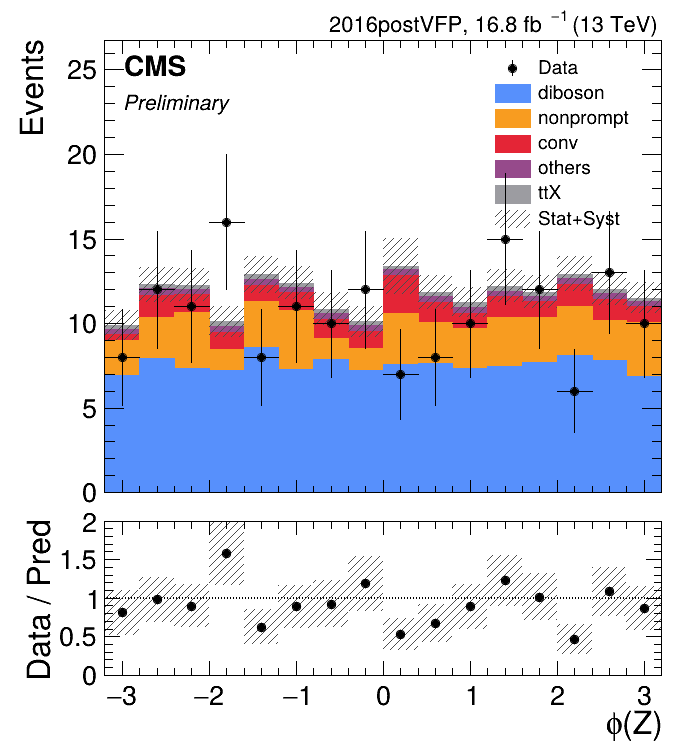 2016postVFP, 16.8 fb⁻¹ (13 TeV)
Events
CMS
Preliminary
Data
diboson
nonprompt
conv
others
ttX
Stat+Syst
25
20
15
10
5
0
Data / Pred
2
1.5
1
0.5
0
−3 −2 −1 0 1 2 3
ϕ(Z)